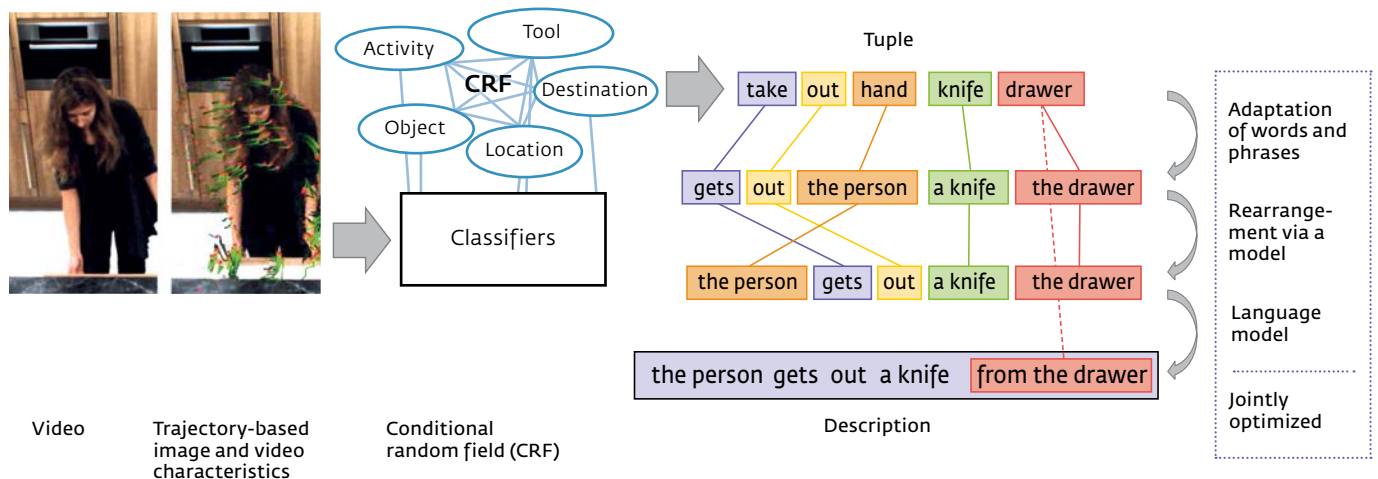 Activity
Tool
CRF
Destination
Object
Location
Classifiers
Tuple
take out hand knife drawer
gets out the person a knife the drawer
the person gets out a knife the drawer
the person gets out a knife from the drawer
Adaptation
of words and
phrases
Rearrange-
ment via a
model
Language
model
Jointly
optimized
Video
Trajectory-based
image and video
characteristics
Conditional
random field (CRF)
Description